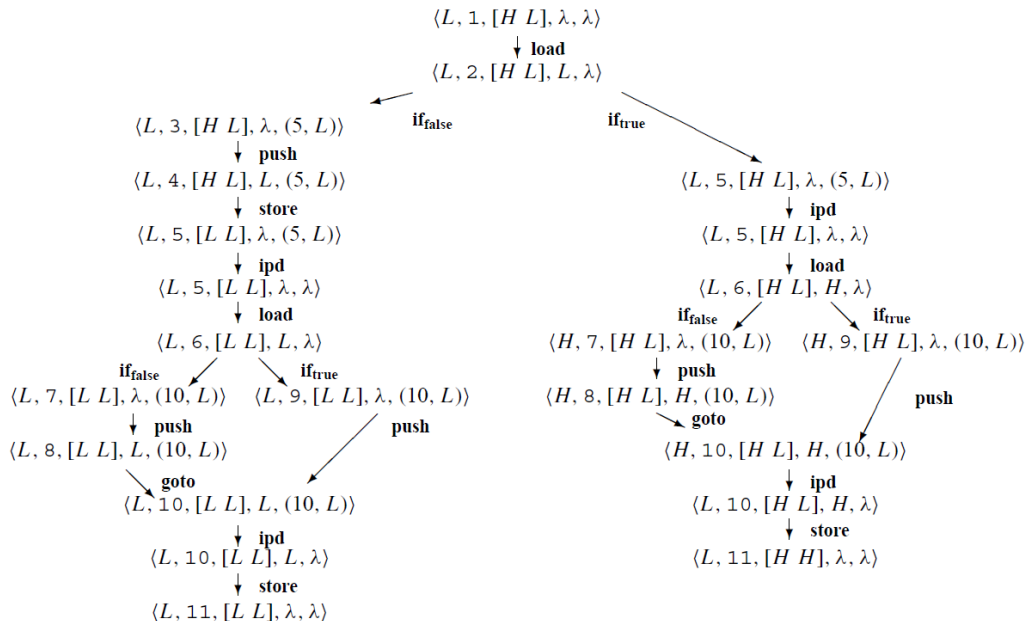 ⟨L, 1, [H L], λ, λ⟩
load
⟨L, 2, [H L], L, λ⟩
if_false
if_true
⟨L, 3, [H L], λ, (5, L)⟩
push
⟨L, 4, [H L], L, (5, L)⟩
store
⟨L, 5, [L L], λ, (5, L)⟩
ipd
⟨L, 5, [L L], λ, λ⟩
load
⟨L, 6, [L L], L, λ⟩
if_false
if_true
⟨L, 7, [L L], λ, (10, L)⟩
⟨L, 9, [L L], λ, (10, L)⟩
push
push
⟨L, 8, [L L], L, (10, L)⟩
goto
⟨L, 10, [L L], L, (10, L)⟩
ipd
⟨L, 10, [L L], L, λ⟩
store
⟨L, 11, [L L], λ, λ⟩
⟨L, 5, [H L], λ, (5, L)⟩
ipd
⟨L, 5, [H L], λ, λ⟩
load
⟨L, 6, [H L], H, λ⟩
if_false
if_true
⟨H, 7, [H L], λ, (10, L)⟩
⟨H, 9, [H L], λ, (10, L)⟩
push
push
⟨H, 8, [H L], H, (10, L)⟩
goto
⟨H, 10, [H L], H, (10, L)⟩
ipd
⟨L, 10, [H L], H, λ⟩
store
⟨L, 11, [H H], λ, λ⟩